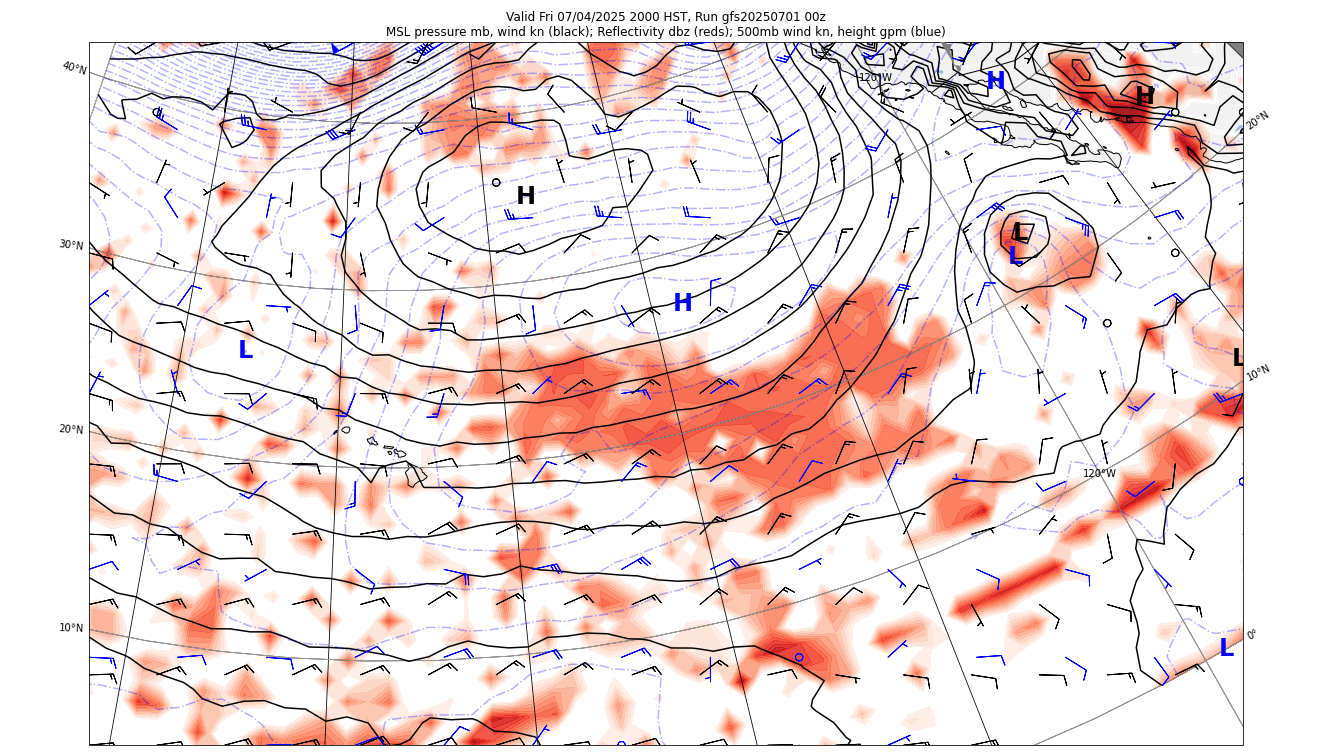 Valid Fri 07/04/2025 2000 HST, Run gfs20250701 00z
MSL pressure mb, wind kn (black); Reflectivity dbz (reds); 500mb wind kn, height gpm (blue)
40°N
120°W
H
H
20°N
H
L
30°N
L
H
L
L
10°N
20°N
120°W
10°N
0°
L